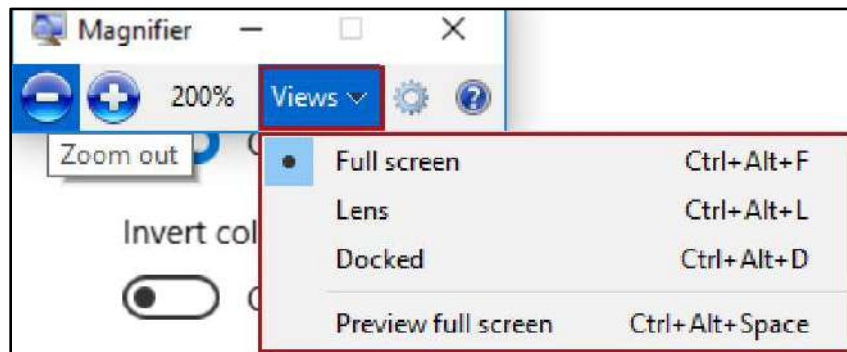 Magnifier
200% Views
Zoom out
Full screen Ctrl+Alt+F
Lens Ctrl+Alt+L
Invert col
Docked Ctrl+Alt+D
Preview full screen Ctrl+Alt+Space